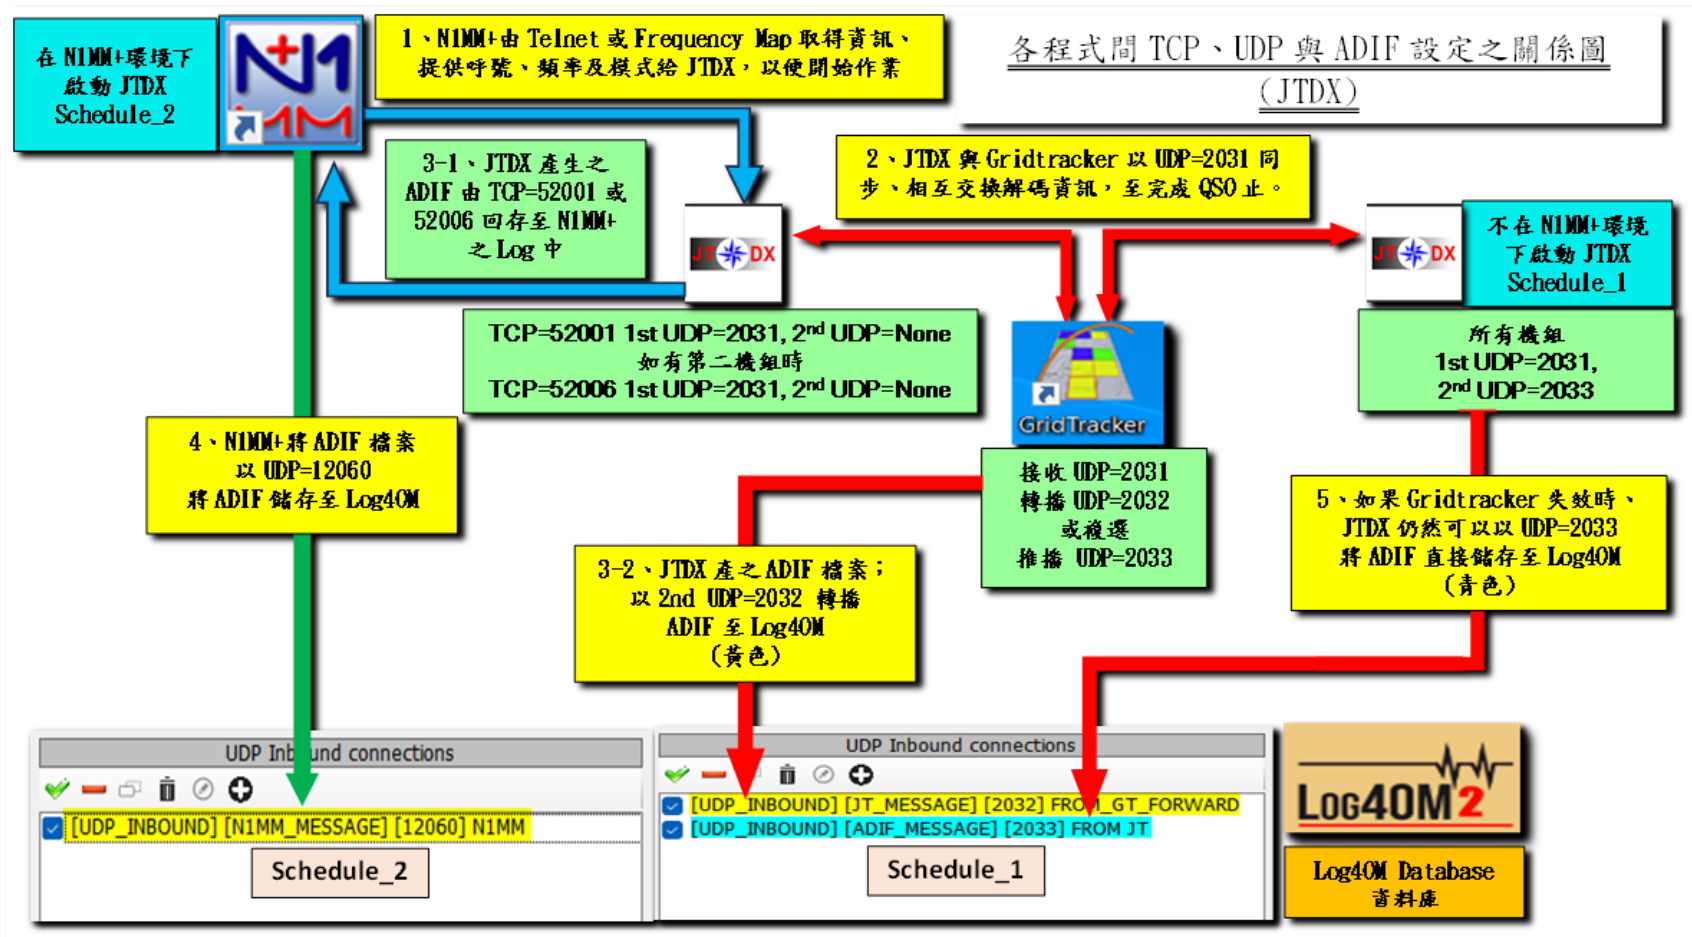 各程式間 TCP、UDP 與 ADIF 設定之關係圖
(JTDX)
在 N1MM+環境下
啟動 JTDX
Schedule_2
N+1
MM
1、N1MM+由 Telnet 或 Frequency Map 取得資訊、
提供呼號、頻率及模式給 JTDX，以便開始作業
3-1、JTDX 產生之
ADIF 由 TCP=52001 或
52006 回存至 N1MM+
之 Log 中
2、JTDX 與 Gridtracker 以 UDP=2031 同
步、相互交換解碼資訊，至完成 QSO 止。
JT DX
JT DX
不在 N1MM+環境
下啟動 JTDX
Schedule_1
TCP=52001 1st UDP=2031, 2nd UDP=None
如有第二機組時
TCP=52006 1st UDP=2031, 2nd UDP=None
GridTracker
所有機組
1st UDP=2031,
2nd UDP=2033
4、N1MM+將 ADIF 檔案
以 UDP=12060
將 ADIF 儲存至 Log4OM
接收 UDP=2031
轉播 UDP=2032
或複選
推播 UDP=2033
3-2、JTDX 產之 ADIF 檔案；
以 2nd UDP=2032 轉播
ADIF 至 Log4OM
(黃色)
5、如果 Gridtracker 失效時、
JTDX 仍然可以以 UDP=2033
將 ADIF 直接儲存至 Log4OM
(青色)
UDP Inbound connections
[UDP_INBOUND] [N1MM_MESSAGE] [12060] N1MM
Schedule_2
UDP Inbound connections
[UDP_INBOUND] [JT_MESSAGE] [2032] FROM_GT_FORWARD
[UDP_INBOUND] [ADIF_MESSAGE] [2033] FROM JT
Schedule_1
LOG4OM 2
Log4OM Database
資料庫